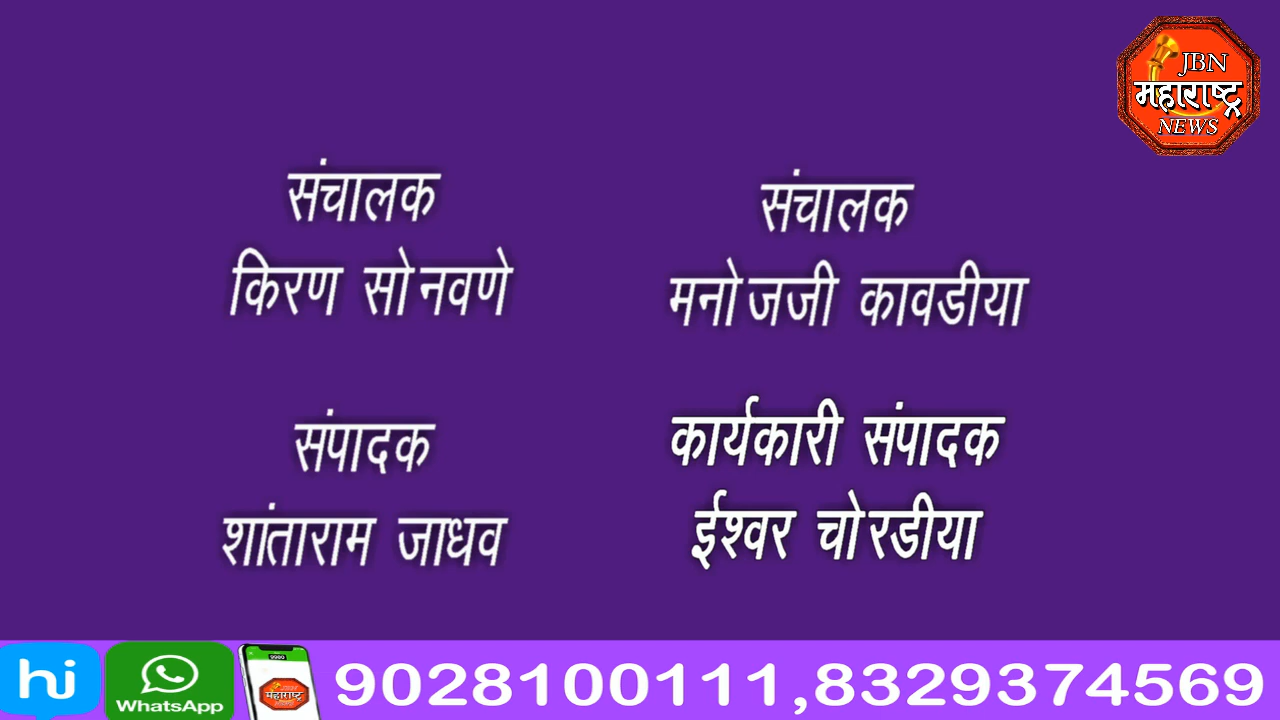 JBN
महाराष्ट्र
NEWS
संचालक
किरण सोनवणे
संचालक
मनोजजी कावडीया
संपादक
शांताराम जाधव
कार्यकारी संपादक
ईश्वर चोरडीया
hi
WhatsApp
महाराष्ट्र
9028100111,8329374569